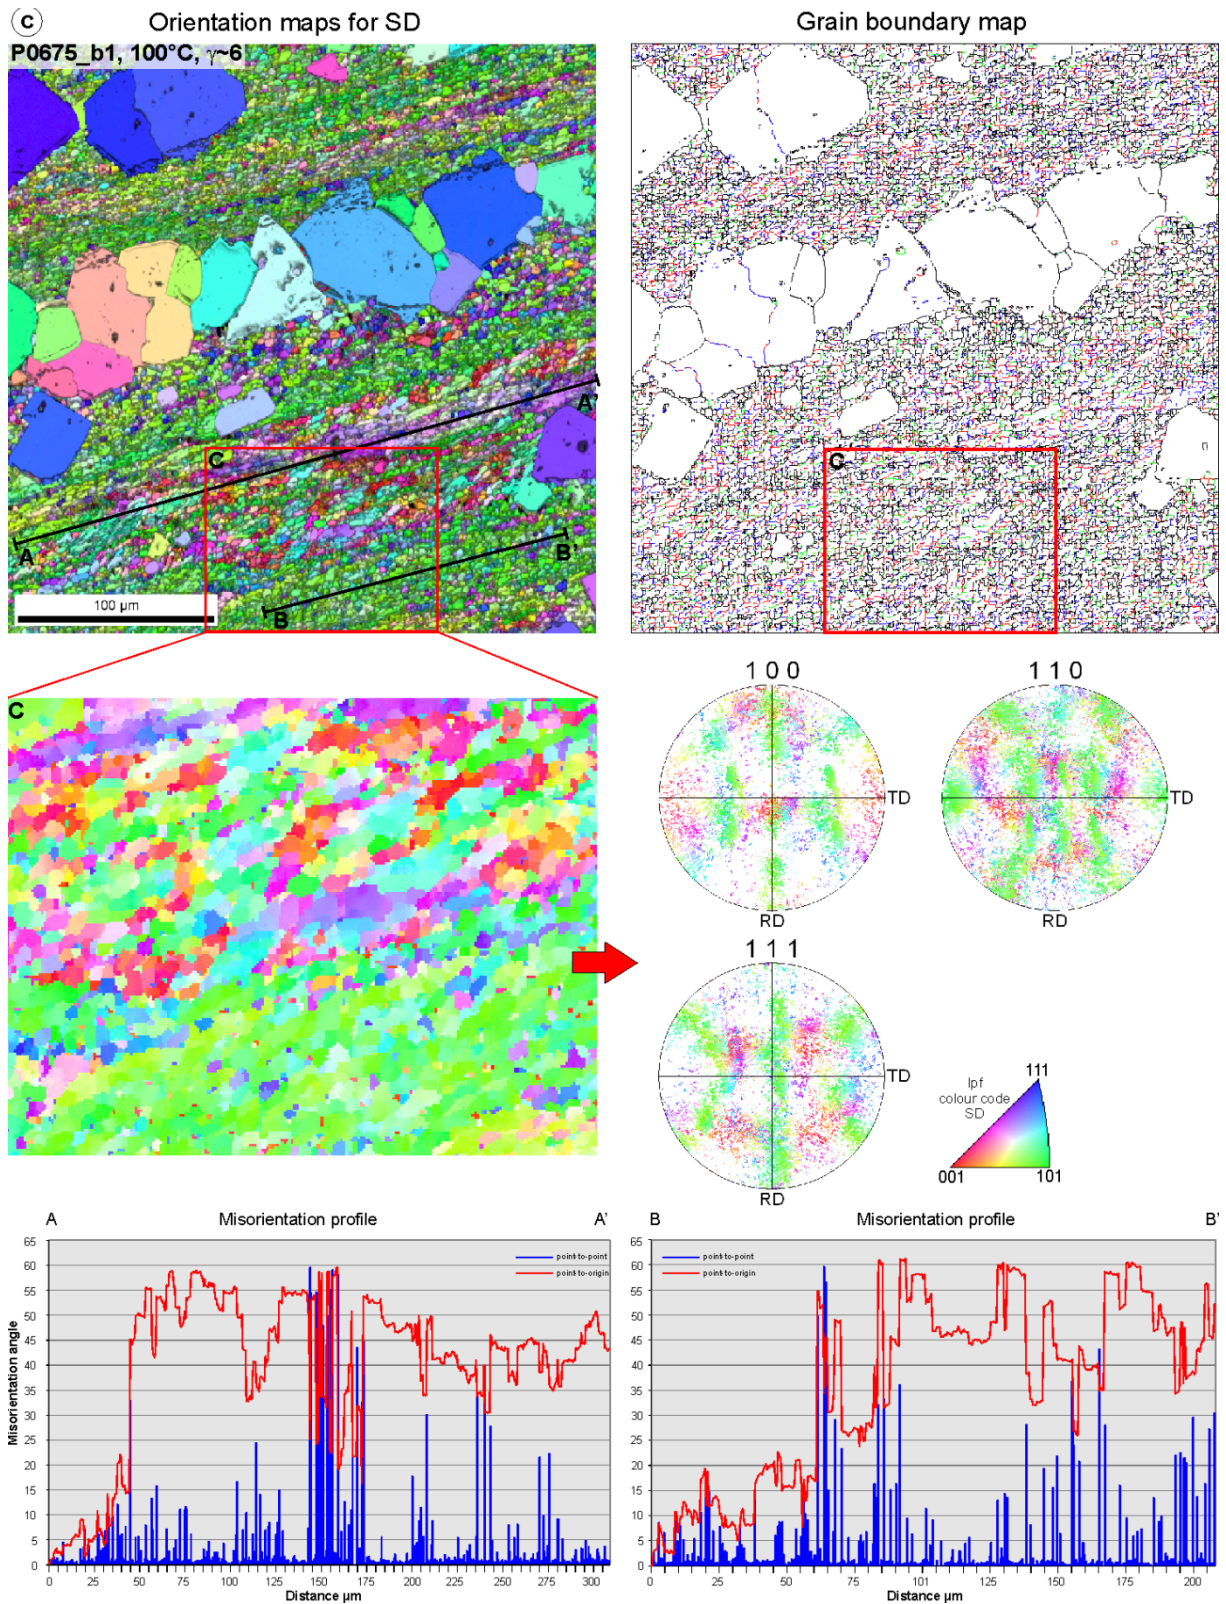 c
Orientation maps for SD
Grain boundary map
P0675_b1, 100°C, γ~6
A'
C
C
A
B'
B
100 µm
C
1 0 0
1 1 0
TD
TD
RD
RD
1 1 1
TD
RD
Ipf
colour code
SD
111
001
101
A
Misorientation profile
A'
B
Misorientation profile
B'
65
60
55
50
45
40
35
30
25
20
15
10
5
0
Misorientation angle
point-to-point
point-to-origin
0
25
50
75
100
125
150
175
200
225
250
275
300
Distance µm
65
60
55
50
45
40
35
30
25
20
15
10
5
0
point-to-point
point-to-origin
0
25
50
75
100
125
150
175
200
Distance µm